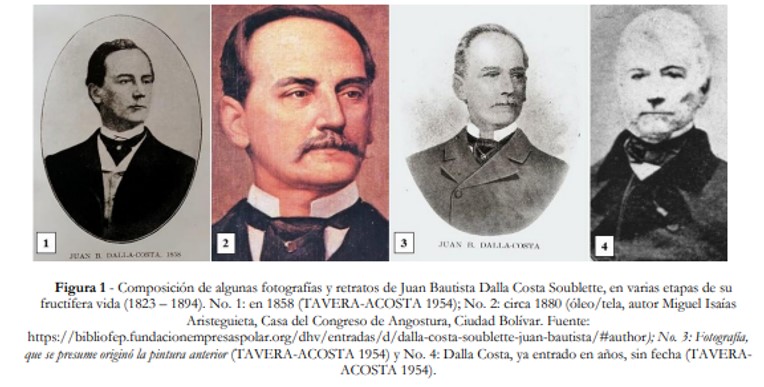 1
JUAN B. DALLA-COSTA. 1858
2
3
JUAN B. DALLA-COSTA
4
Figura 1 - Composición de algunas fotografías y retratos de Juan Bautista Dalla Costa Soublette, en varias etapas de su
fructífera vida (1823 – 1894). No. 1: en 1858 (TAVERA-ACOSTA 1954); No. 2: circa 1880 (óleo/tela, autor Miguel Isaías
Aristeguieta, Casa del Congreso de Angostura, Ciudad Bolívar. Fuente:
https://bibliofep.fundacionempresaspolar.org/dhv/entradas/d/dalla-costa-soublette-juan-bautista/#author); No. 3: Fotografía,
que se presume originó la pintura anterior (TAVERA-ACOSTA 1954) y No. 4: Dalla Costa, ya entrado en años, sin fecha (TAVERA-
ACOSTA 1954).